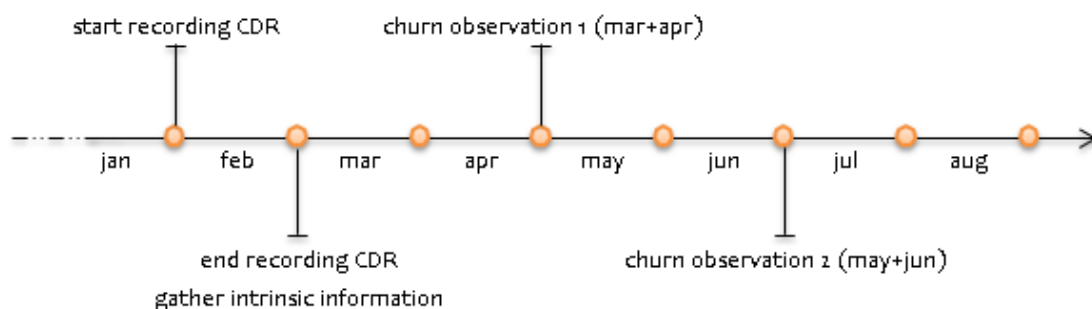 start recording CDR
churn observation 1 (mar+apr)
jan
feb
mar
apr
may
jun
jul
aug
end recording CDR
gather intrinsic information
churn observation 2 (may+jun)